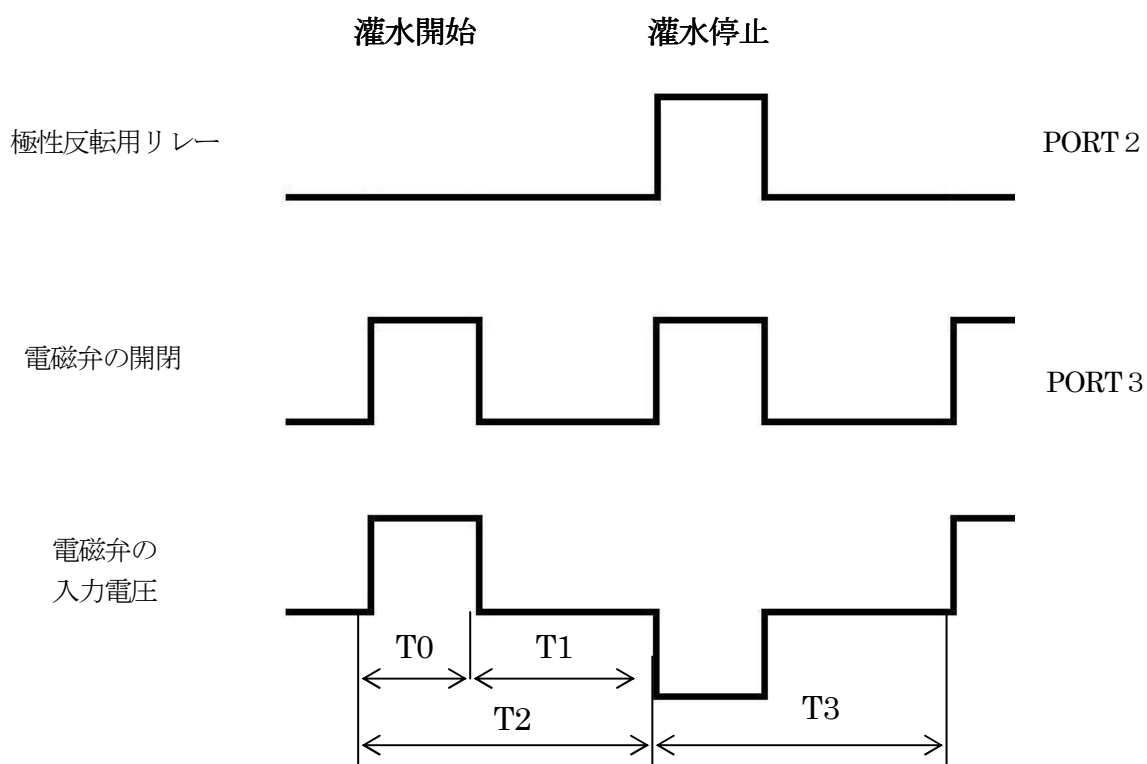 灌水開始
灌水停止
極性反転用リレー
PORT２
電磁弁の開閉
PORT３
電磁弁の
入力電圧
T0
T1
T2
T3